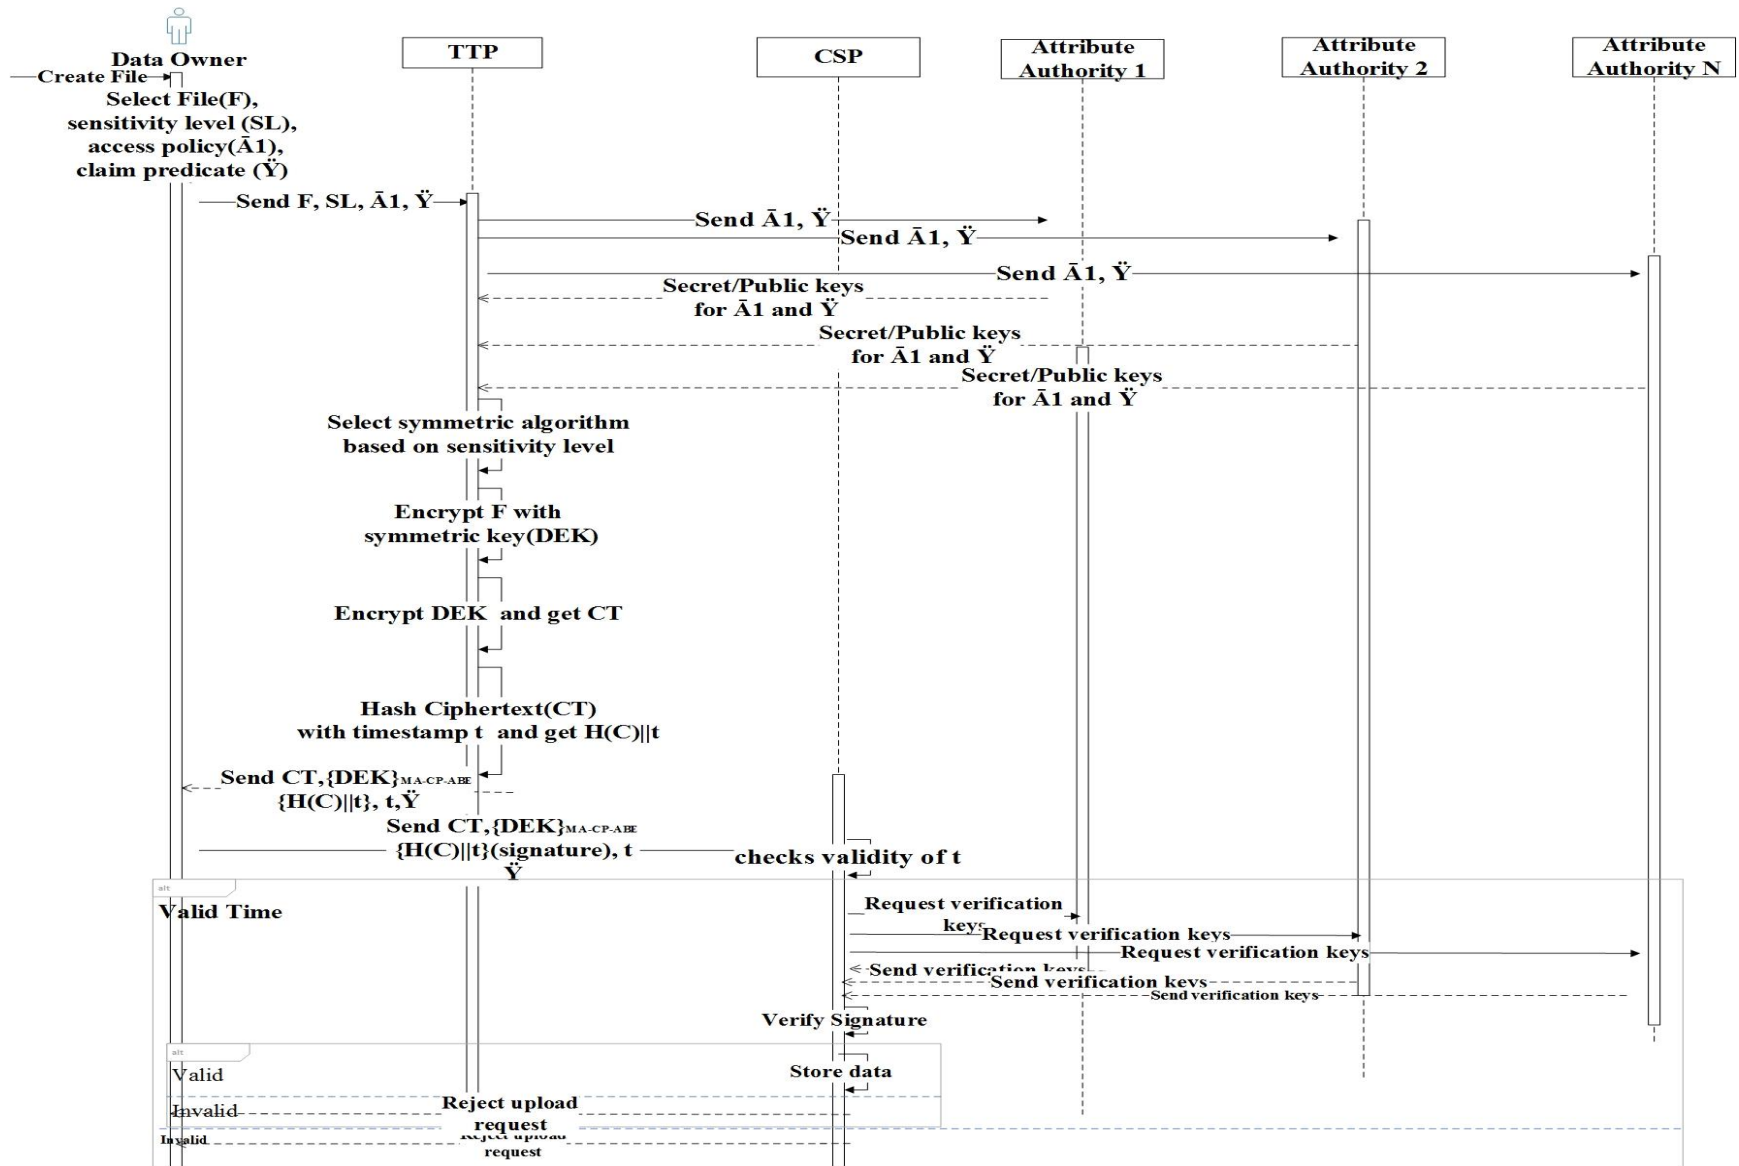 Data Owner
TTP
CSP
Attribute
Authority 1
Attribute
Authority 2
Attribute
Authority N
Create File
Select File(F),
sensitivity level (SL),
access policy(Ā1),
claim predicate (Ÿ)
Send F, SL, Ā1, Ÿ
Send Ā1, Ÿ
Send Ā1, Ÿ
Send Ā1, Ÿ
Secret/Public keys
for Ā1 and Ÿ
Secret/Public keys
for Ā1 and Ÿ
Secret/Public keys
for Ā1 and Ÿ
Select symmetric algorithm
based on sensitivity level
Encrypt F with
symmetric key(DEK)
Encrypt DEK and get CT
Hash Ciphertext(CT)
with timestamp t and get H(C)||t
Send CT,{DEK}MA-CP-ABE
{H(C)||t}, t,Ÿ
Send CT,{DEK}MA-CP-ABE
{H(C)||t}(signature), t
Ÿ
checks validity of t
alt
Valid Time
Request verification
keys
Request verification keys
Request verification keys
Send verification keys
Send verification keys
Send verification keys
Verify Signature
alt
Valid
Store data
Invalid
Reject upload
request
Invalid
Reject upload
request